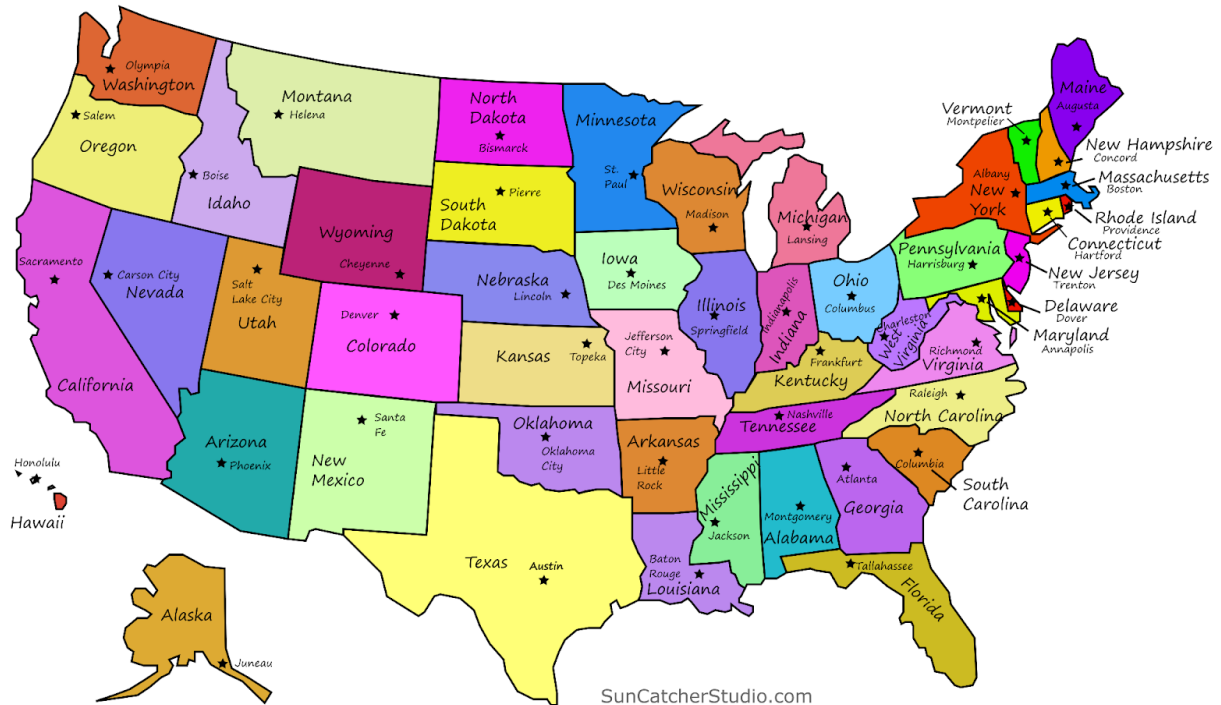 Olympia
Washington
Salem
Oregon
Montana
Helena
Boise
Idaho
North
Dakota
Bismarck
Minnesota
St.
Paul
South
Dakota
Pierre
Wisconsin
Madison
Michigan
Lansing
Wyoming
Cheyenne
Sacramento
California
Carson City
Nevada
Salt
Lake City
Utah
Denver
Colorado
Nebraska
Lincoln
Iowa
Des Moines
Illinois
Springfield
Indianapolis
Indiana
Ohio
Columbus
Kansas
Topeka
Jefferson
City
Missouri
Frankfurt
Kentucky
Charleston
West
Virginia
Richmond
Virginia
Pennsylvania
Harrisburg
Albany
New
York
Vermont
Montpelier
Maine
Augusta
New Hampshire
Concord
Massachusetts
Boston
Rhode Island
Providence
Connecticut
Hartford
New Jersey
Trenton
Delaware
Dover
Maryland
Annapolis
Arizona
Phoenix
Santa
Fe
New
Mexico
Oklahoma
Oklahoma
City
Arkansas
Little
Rock
Nashville
Tennessee
Raleigh
North Carolina
Columbia
South
Carolina
Atlanta
Georgia
Montgomery
Alabama
Mississippi
Jackson
Baton
Rouge
Louisiana
Texas
Austin
Tallahassee
Florida
Honolulu
Hawaii
Alaska
Juneau
SunCatcherStudio.com